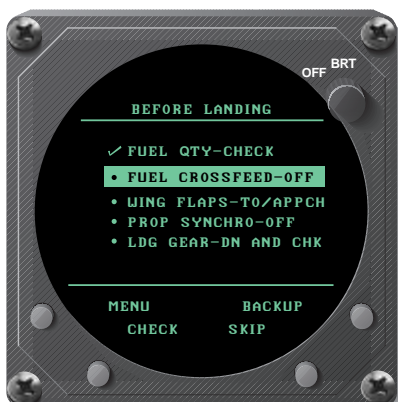 OFF BRT
BEFORE LANDING
✓ FUEL QTY-CHECK
• FUEL CROSSFEED-OFF
• WING FLAPS-TO/APPCH
• PROP SYNCHRO-OFF
• LDG GEAR-DN AND CHK
MENU BACKUP
CHECK SKIP